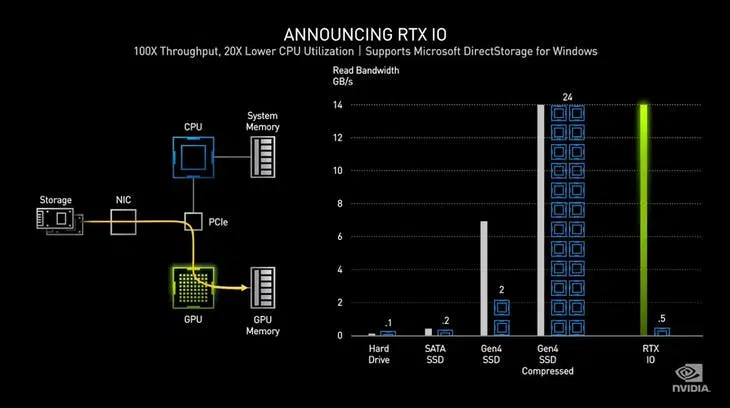 ANNOUNCING RTX IO
100X Throughput, 20X Lower CPU Utilization | Supports Microsoft DirectStorage for Windows
CPU
System
Memory
Storage
NIC
PCIe
GPU
GPU
Memory
Read Bandwidth
GB/s
14
12
10
8
6
4
2
0
.1
.2
2
24
.5
Hard
Drive
SATA
SSD
Gen4
SSD
Gen4
SSD
Compressed
RTX
IO
NVIDIA.